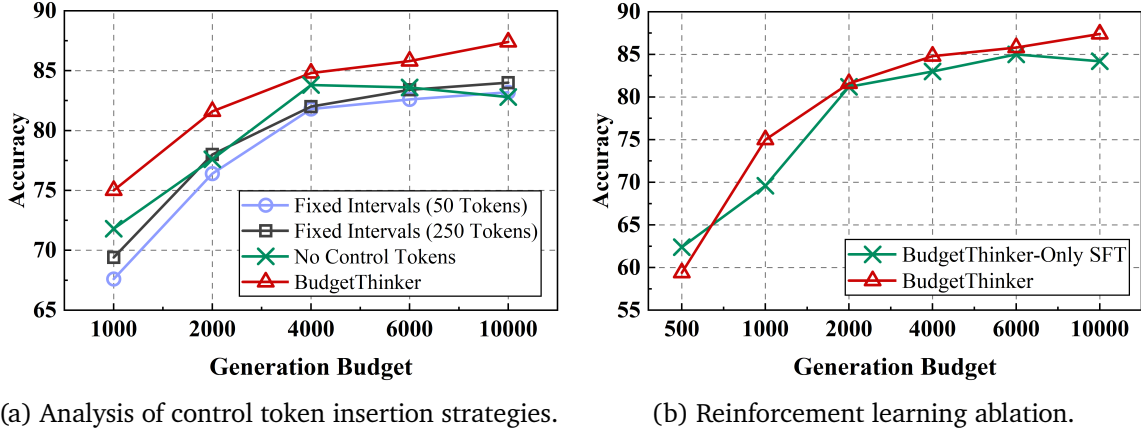 90
85
80
75
70
65
Accuracy
1000
2000
4000
6000
10000
Generation Budget
Fixed Intervals (50 Tokens)
Fixed Intervals (250 Tokens)
No Control Tokens
BudgetThinker
(a) Analysis of control token insertion strategies.
90
85
80
75
70
65
60
55
Accuracy
500
1000
2000
4000
6000
10000
Generation Budget
BudgetThinker-Only SFT
BudgetThinker
(b) Reinforcement learning ablation.